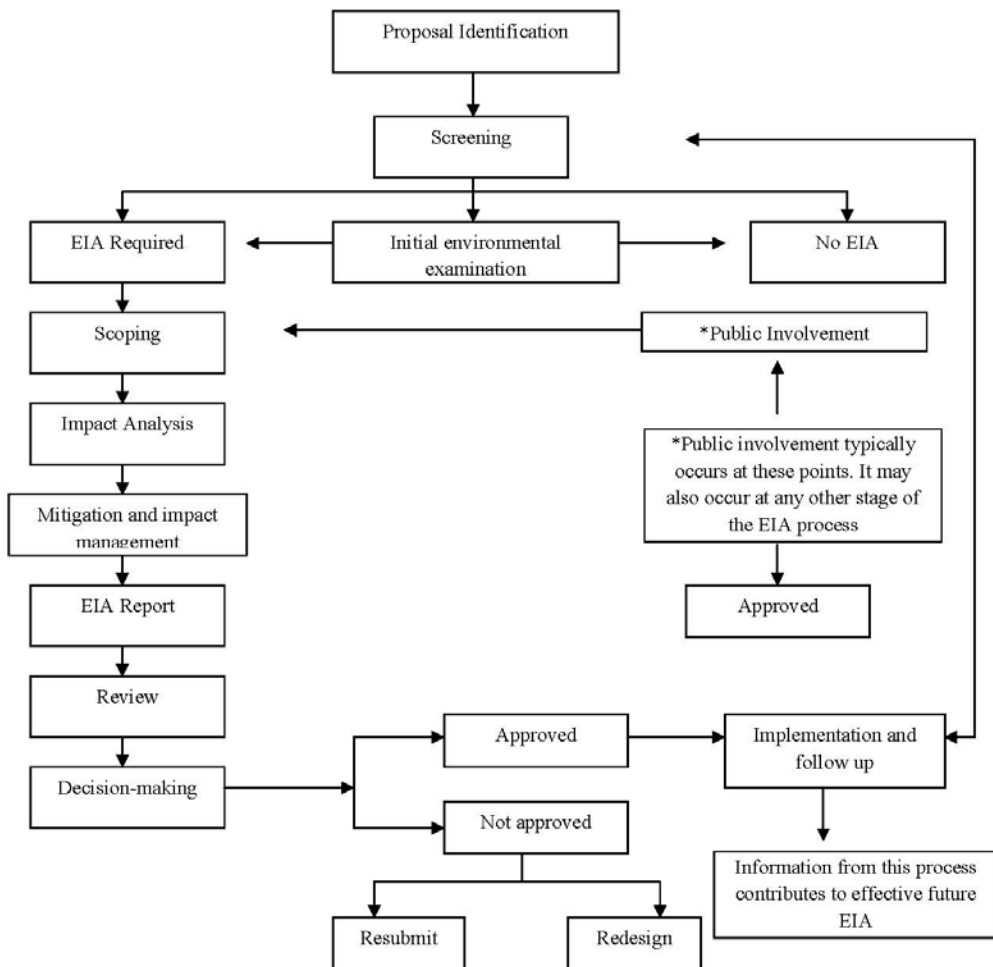 Proposal Identification
Screening
EIA Required
Initial environmental
examination
No EIA
Scoping
*Public Involvement
Impact Analysis
*Public involvement typically
occurs at these points. It may
also occur at any other stage of
the EIA process
Mitigation and impact
management
EIA Report
Approved
Review
Approved
Implementation and
follow up
Decision-making
Not approved
Information from this process
contributes to effective future
EIA
Resubmit
Redesign